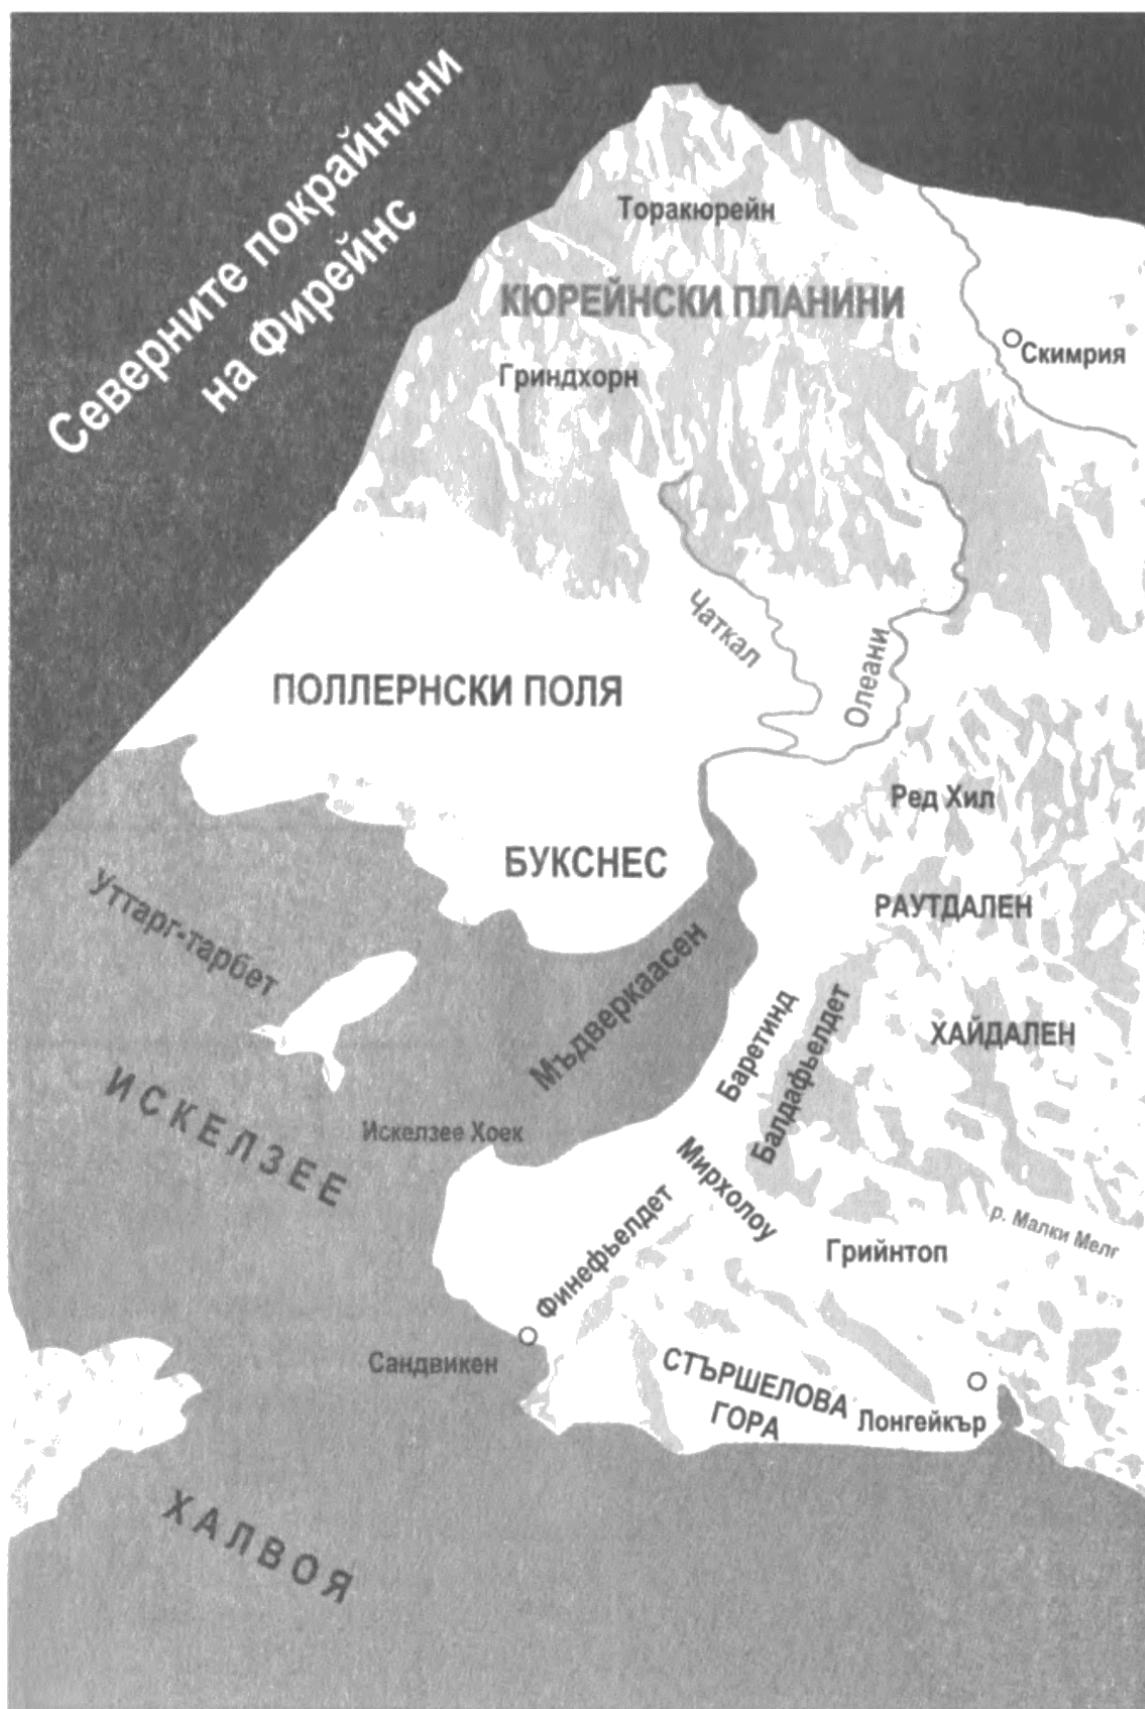 Северните покрайнини
на Фирейнс
Торакюрейн
КЮРЕЙНСКИ ПЛАНИНИ
Скимрия
Гриндхорн
Чаткал
Олеани
ПОЛЛЕРНСКИ ПОЛЯ
Ред Хил
БУКСНЕС
РАУТДАЛЕН
Уттарг-тарбет
Мъдверкаасен
Баретинд
Балдафьелдет
ХАЙДАЛЕН
ИСКЕЛЗЕЕ
Искелзее Хоек
Мирхолоу
Финефьелдет
р. Малки Мелг
Грийнтоп
Сандвикен
СТЪРШЕЛОВА
ГОРА
Лонгейкър
ХАЛВОЯ